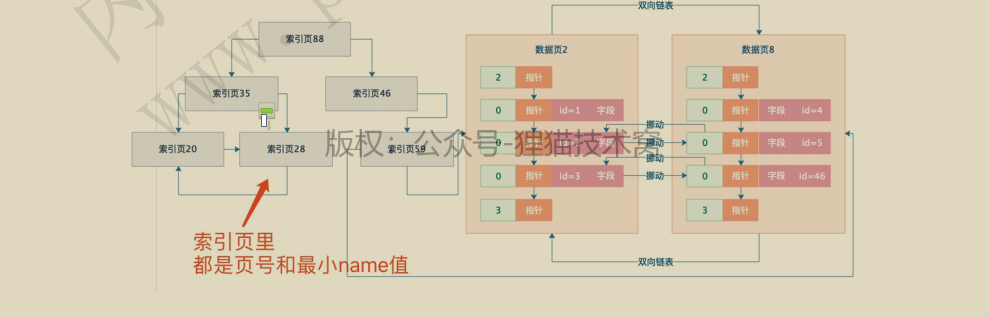 双向链表
索引页88
数据页2
数据页8
2 指针
2 指针
索引页35
索引页46
0 指针 id=1 字段
0 指针 字段 id=4
挪动
索引页20
索引页28
索引页59
0 指针
挪动
0 指针 字段 id=5
版权：公众号-狸猫技术窝
挪动
0 指针 id=3 字段
挪动
0 指针 字段 id=46
3 指针
3 指针
索引页里
都是页号和最小name值
双向链表
www.